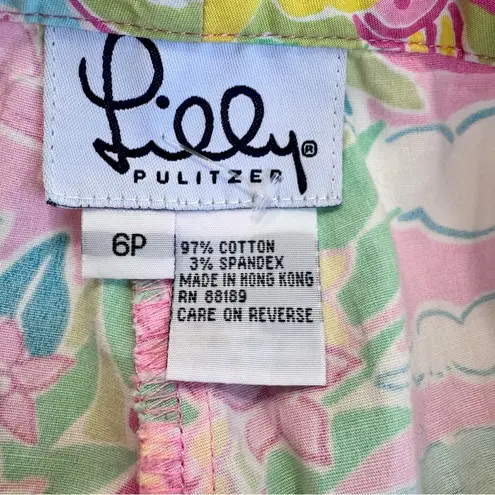 Lilly®
PULITZER
6P
97% COTTON
3% SPANDEX
MADE IN HONG KONG
RN 88189
CARE ON REVERSE